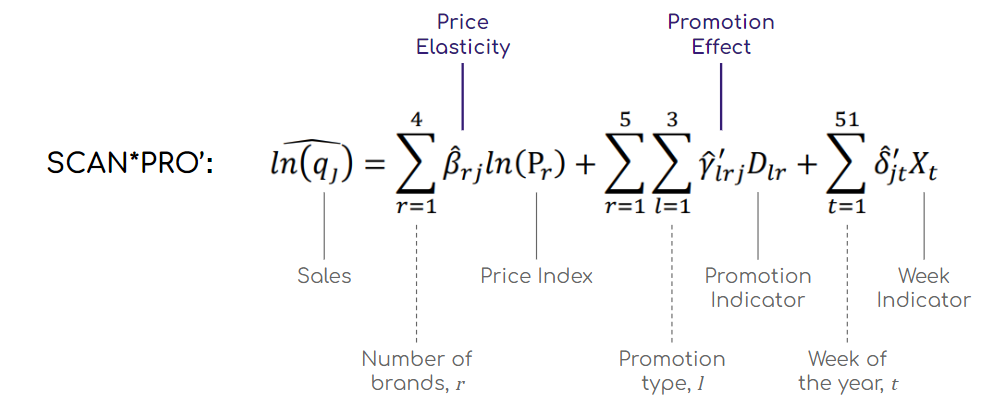 Price
Elasticity
Promotion
Effect
SCAN*PRO’:
$\widehat{ln(q_j)} = \sum_{r=1}^{4} \hat{\beta}_{rj} ln(\mathrm{P}_r) + \sum_{r=1}^{5} \sum_{l=1}^{3} \hat{\gamma}'_{lrj} D_{lr} + \sum_{t=1}^{51} \hat{\delta}'_{jt} X_t$
Sales
Price Index
Promotion
Indicator
Week
Indicator
Number of
brands, r
Promotion
type, l
Week of
the year, t